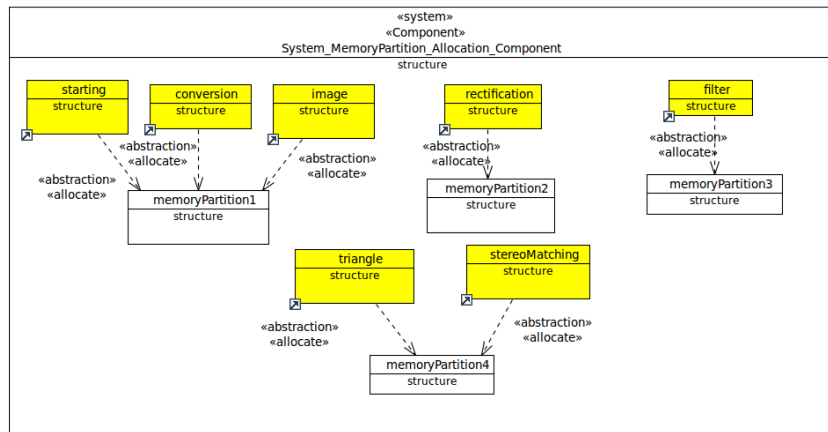 «system»
«Component»
System_MemoryPartition_Allocation_Component
structure
starting
structure
conversion
structure
image
structure
rectification
structure
filter
structure
«abstraction»
«allocate»
«abstraction»
«allocate»
«abstraction»
«allocate»
«abstraction»
«allocate»
«abstraction»
«allocate»
memoryPartition1
structure
memoryPartition2
structure
memoryPartition3
structure
triangle
structure
stereoMatching
structure
«abstraction»
«allocate»
«abstraction»
«allocate»
memoryPartition4
structure